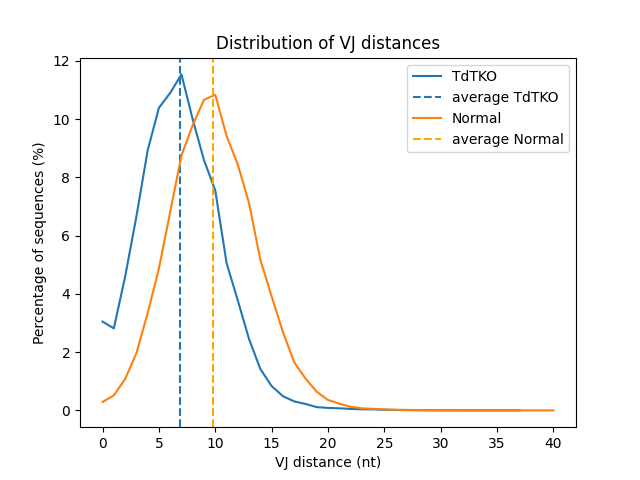 Distribution of VJ distances
TdTKO
average TdTKO
Normal
average Normal
Percentage of sequences (%)
12
10
8
6
4
2
0
0 5 10 15 20 25 30 35 40
VJ distance (nt)